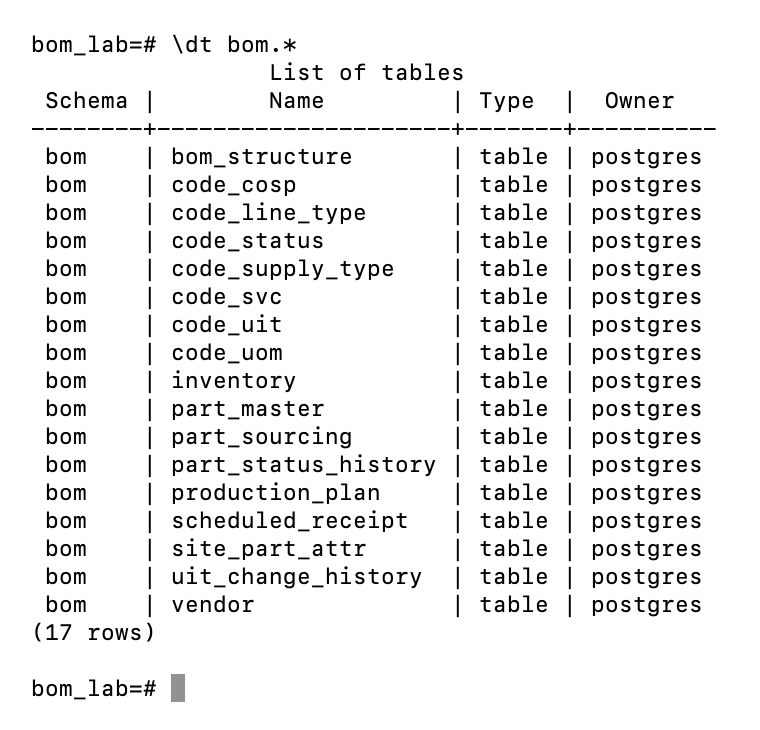 bom_lab=# \dt bom.*
List of tables
Schema | Name | Type | Owner
--------+---------------------+-------+----------
bom | bom_structure | table | postgres
bom | code_cosp | table | postgres
bom | code_line_type | table | postgres
bom | code_status | table | postgres
bom | code_supply_type | table | postgres
bom | code_svc | table | postgres
bom | code_uit | table | postgres
bom | code_uom | table | postgres
bom | inventory | table | postgres
bom | part_master | table | postgres
bom | part_sourcing | table | postgres
bom | part_status_history | table | postgres
bom | production_plan | table | postgres
bom | scheduled_receipt | table | postgres
bom | site_part_attr | table | postgres
bom | uit_change_history | table | postgres
bom | vendor | table | postgres
(17 rows)
bom_lab=#